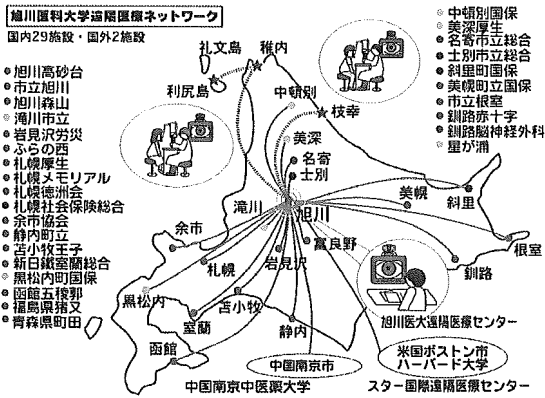 旭川医科大学遠隔医療ネットワーク
国内29施設・国外2施設
旭川高砂台
市立旭川
旭川森山
滝川市立
岩見沢労災
ふらの西
札幌厚生
札幌メモリアル
札幌徳洲会
札幌社会保険総合
余市協会
静内町立
苫小牧王子
新日鐵室蘭総合
黒松内町国保
函館五稜郭
福島県猪又
青森県町田
中頓別国保
美深厚生
名寄市立総合
士別市立総合
斜里町国保
美幌町立国保
市立根室
釧路赤十字
釧路脳神経外科
星が浦
礼文島
稚内
利尻島
中頓別
枝幸
美深
名寄
士別
滝川
旭川
美幌
斜里
余市
札幌
岩見沢
富良野
根室
釧路
黒松内
苫小牧
室蘭
静内
函館
旭川医大遠隔医療センター
中国南京市
中国南京中医薬大学
米国ボストン市
ハーバード大学
スター国際遠隔医療センター